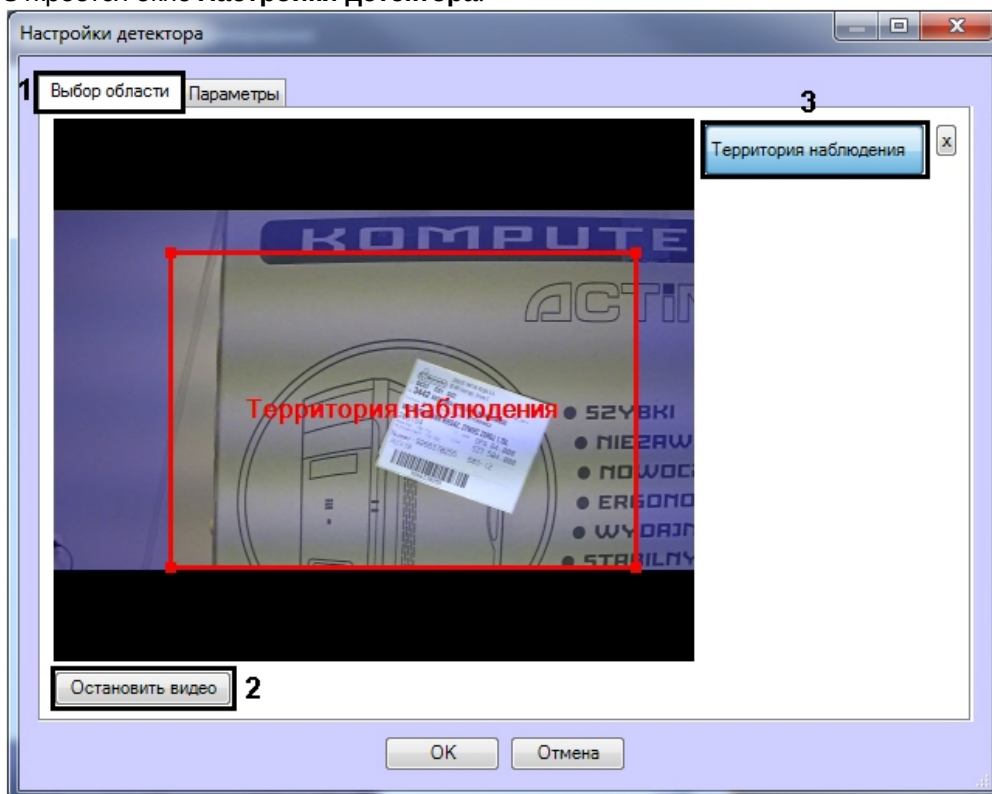 Откроется окно Настройки детектора.
Настройки детектора
1
Выбор области
Параметры
3
Территория наблюдения
x
KOMPUTE
ACTIN
Территория наблюдения
SZYBKI
NIEZAW
NOWOC
ERGONO
WYDAJN
STABILNY
Остановить видео
2
OK
Отмена